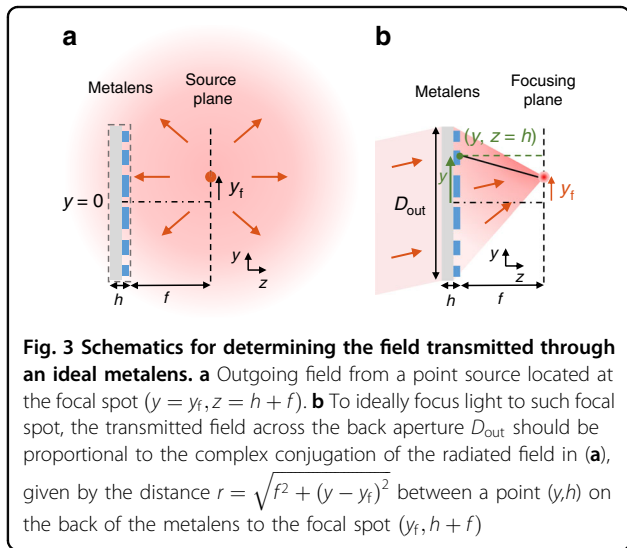 a
b
Metalens
Source
plane
Metalens
Focusing
plane
(y, z = h)
y = 0
y_f
y
D_out
y_f
y
z
y
z
h
f
h
f
Fig. 3 Schematics for determining the field transmitted through
an ideal metalens. a Outgoing field from a point source located at
the focal spot (y = y_f, z = h + f). b To ideally focus light to such focal
spot, the transmitted field across the back aperture D_out should be
proportional to the complex conjugation of the radiated field in (a),
given by the distance r = √(f² + (y − y_f)²) between a point (y,h) on
the back of the metalens to the focal spot (y_f, h + f)